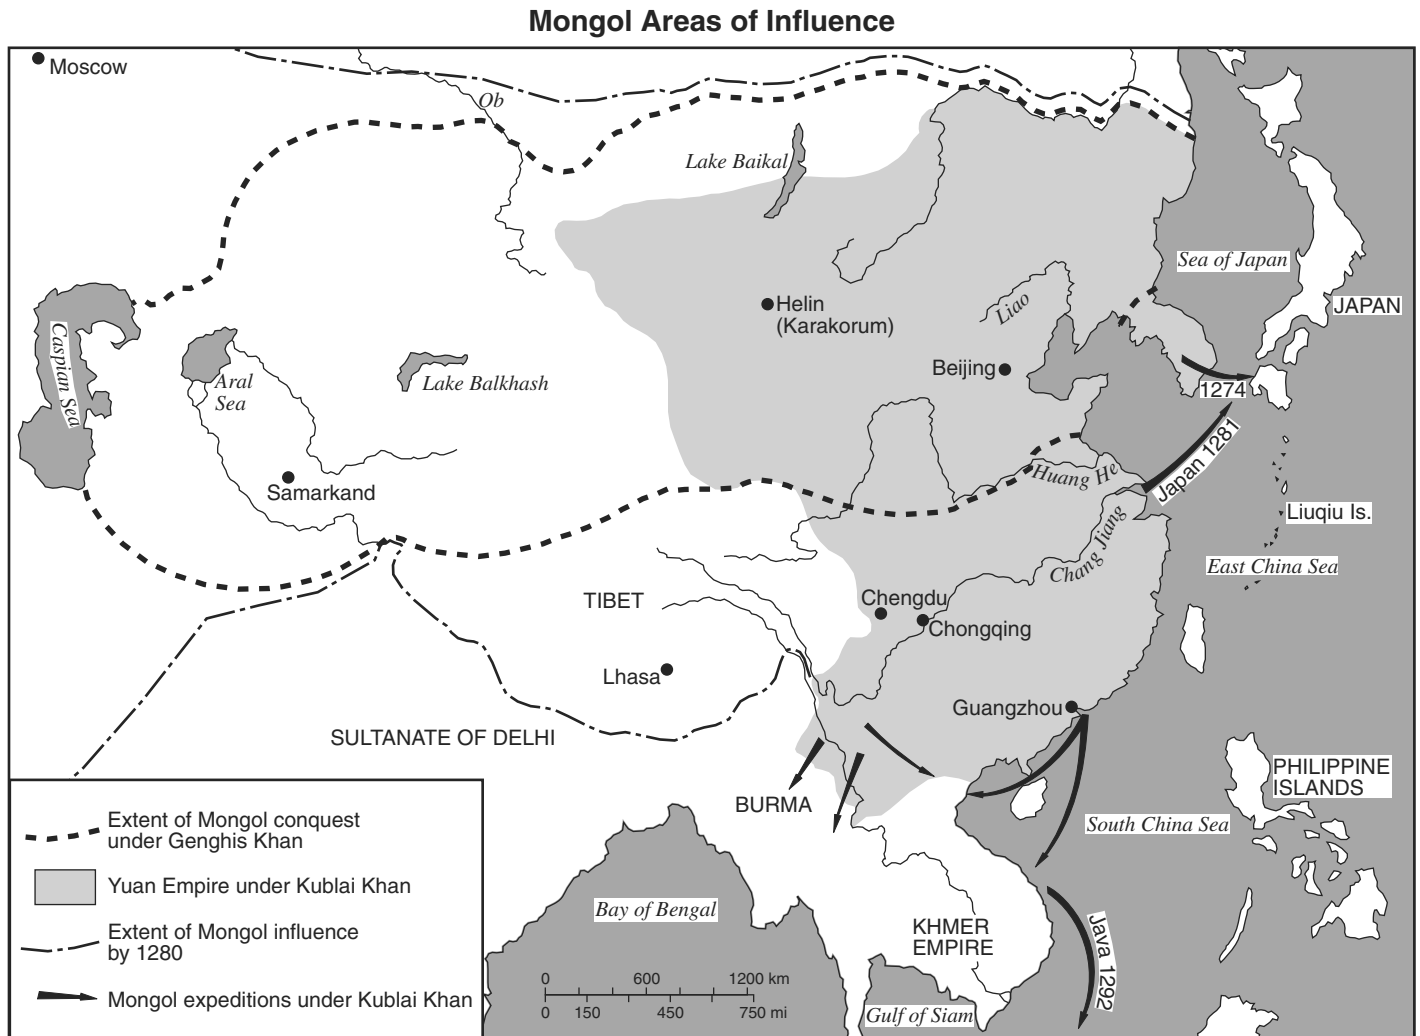 Mongol Areas of Influence
Moscow
Ob
Lake Baikal
Sea of Japan
JAPAN
Helin
(Karakorum)
Liao
Beijing
Caspian Sea
Aral
Sea
Lake Balkhash
1274
Japan 1281
Samarkand
Huang He
Liuqiu Is.
Chang Jiang
East China Sea
TIBET
Chengdu
Chongqing
Lhasa
Guangzhou
SULTANATE OF DELHI
BURMA
PHILIPPINE
ISLANDS
South China Sea
Bay of Bengal
KHMER
EMPIRE
Java 1292
Gulf of Siam
0 600 1200 km
0 150 450 750 mi
Extent of Mongol conquest
under Genghis Khan
Yuan Empire under Kublai Khan
Extent of Mongol influence
by 1280
Mongol expeditions under Kublai Khan